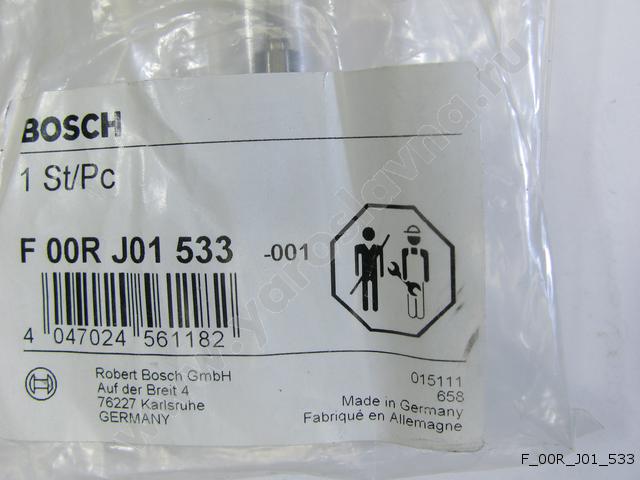 BOSCH
1 St/Pc
F 00R J01 533 -001
4 047024 561182
Robert Bosch GmbH
Auf der Breit 4
76227 Karlsruhe
GERMANY
015111
658
Made in Germany
Fabriqué en Allemagne
www.yaroslavna.ru
F_00R_J01_533